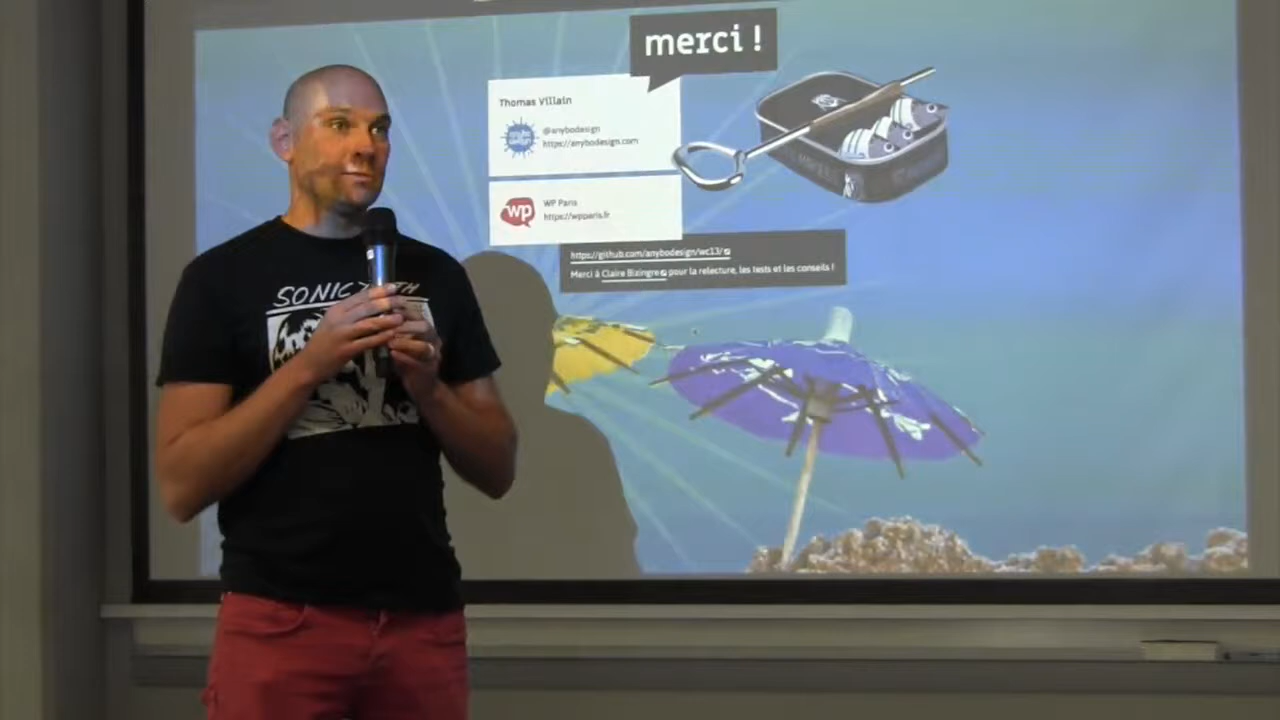 merci !
Thomas Villain
@anybodesign
https://anybodesign.com
wp
WP Paris
https://wpparis.fr
https://github.com/anybodesign/wc13/
Merci à Claire Bizingre pour la relecture, les tests et les conseils !
SONIC